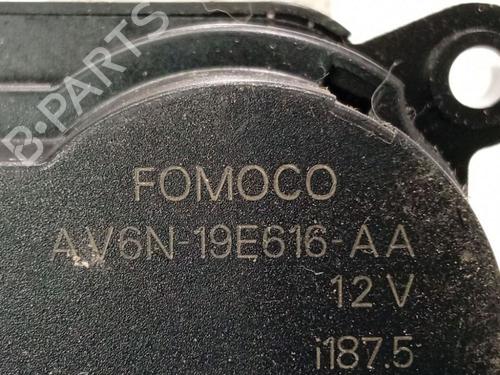 B-PARTS
FOMOCO
AV6N-19E616-AA
12 V
i187.5